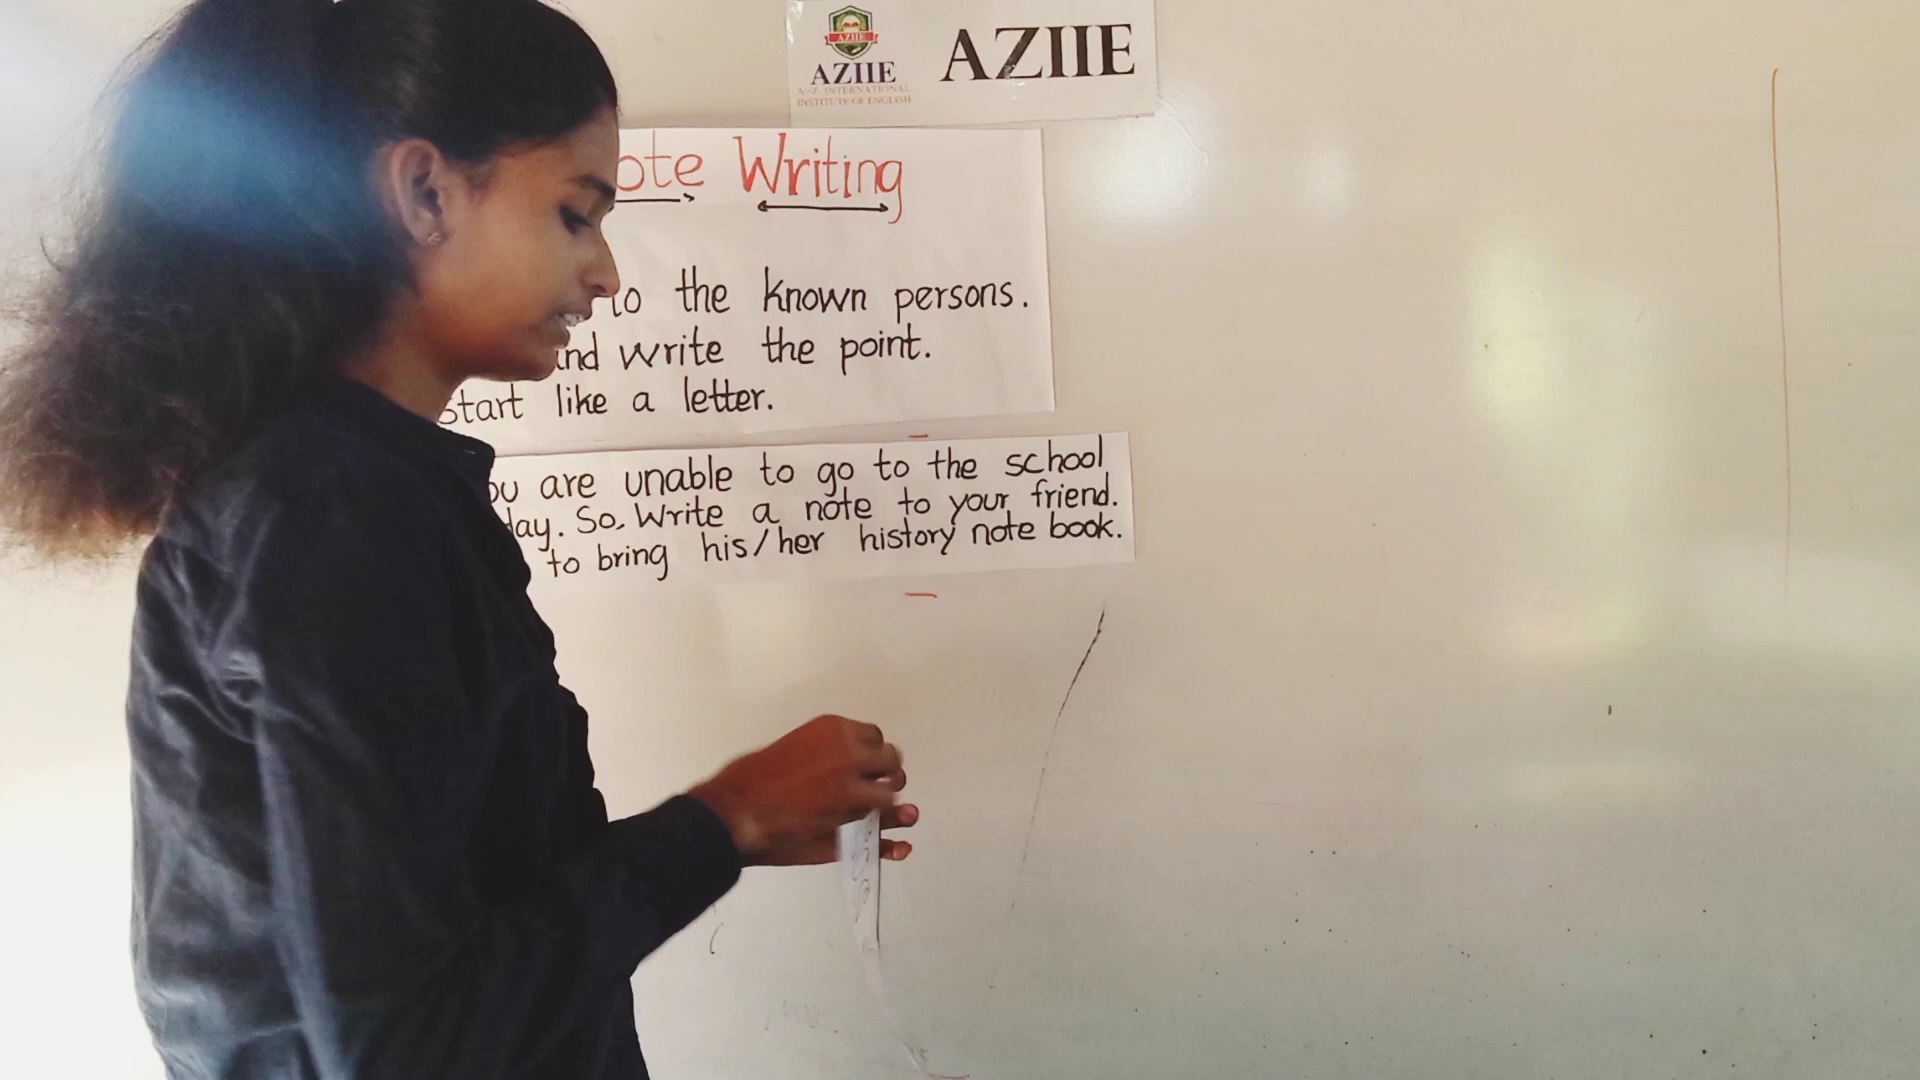 AZIIE
AZIIE
A-Z INTERNATIONAL
INSTITUTE OF ENGLISH
AZIIE
ote Writing
to the known persons.
and write the point.
start like a letter.
ou are unable to go to the school
day. So, Write a note to your friend.
to bring his/her history note book.